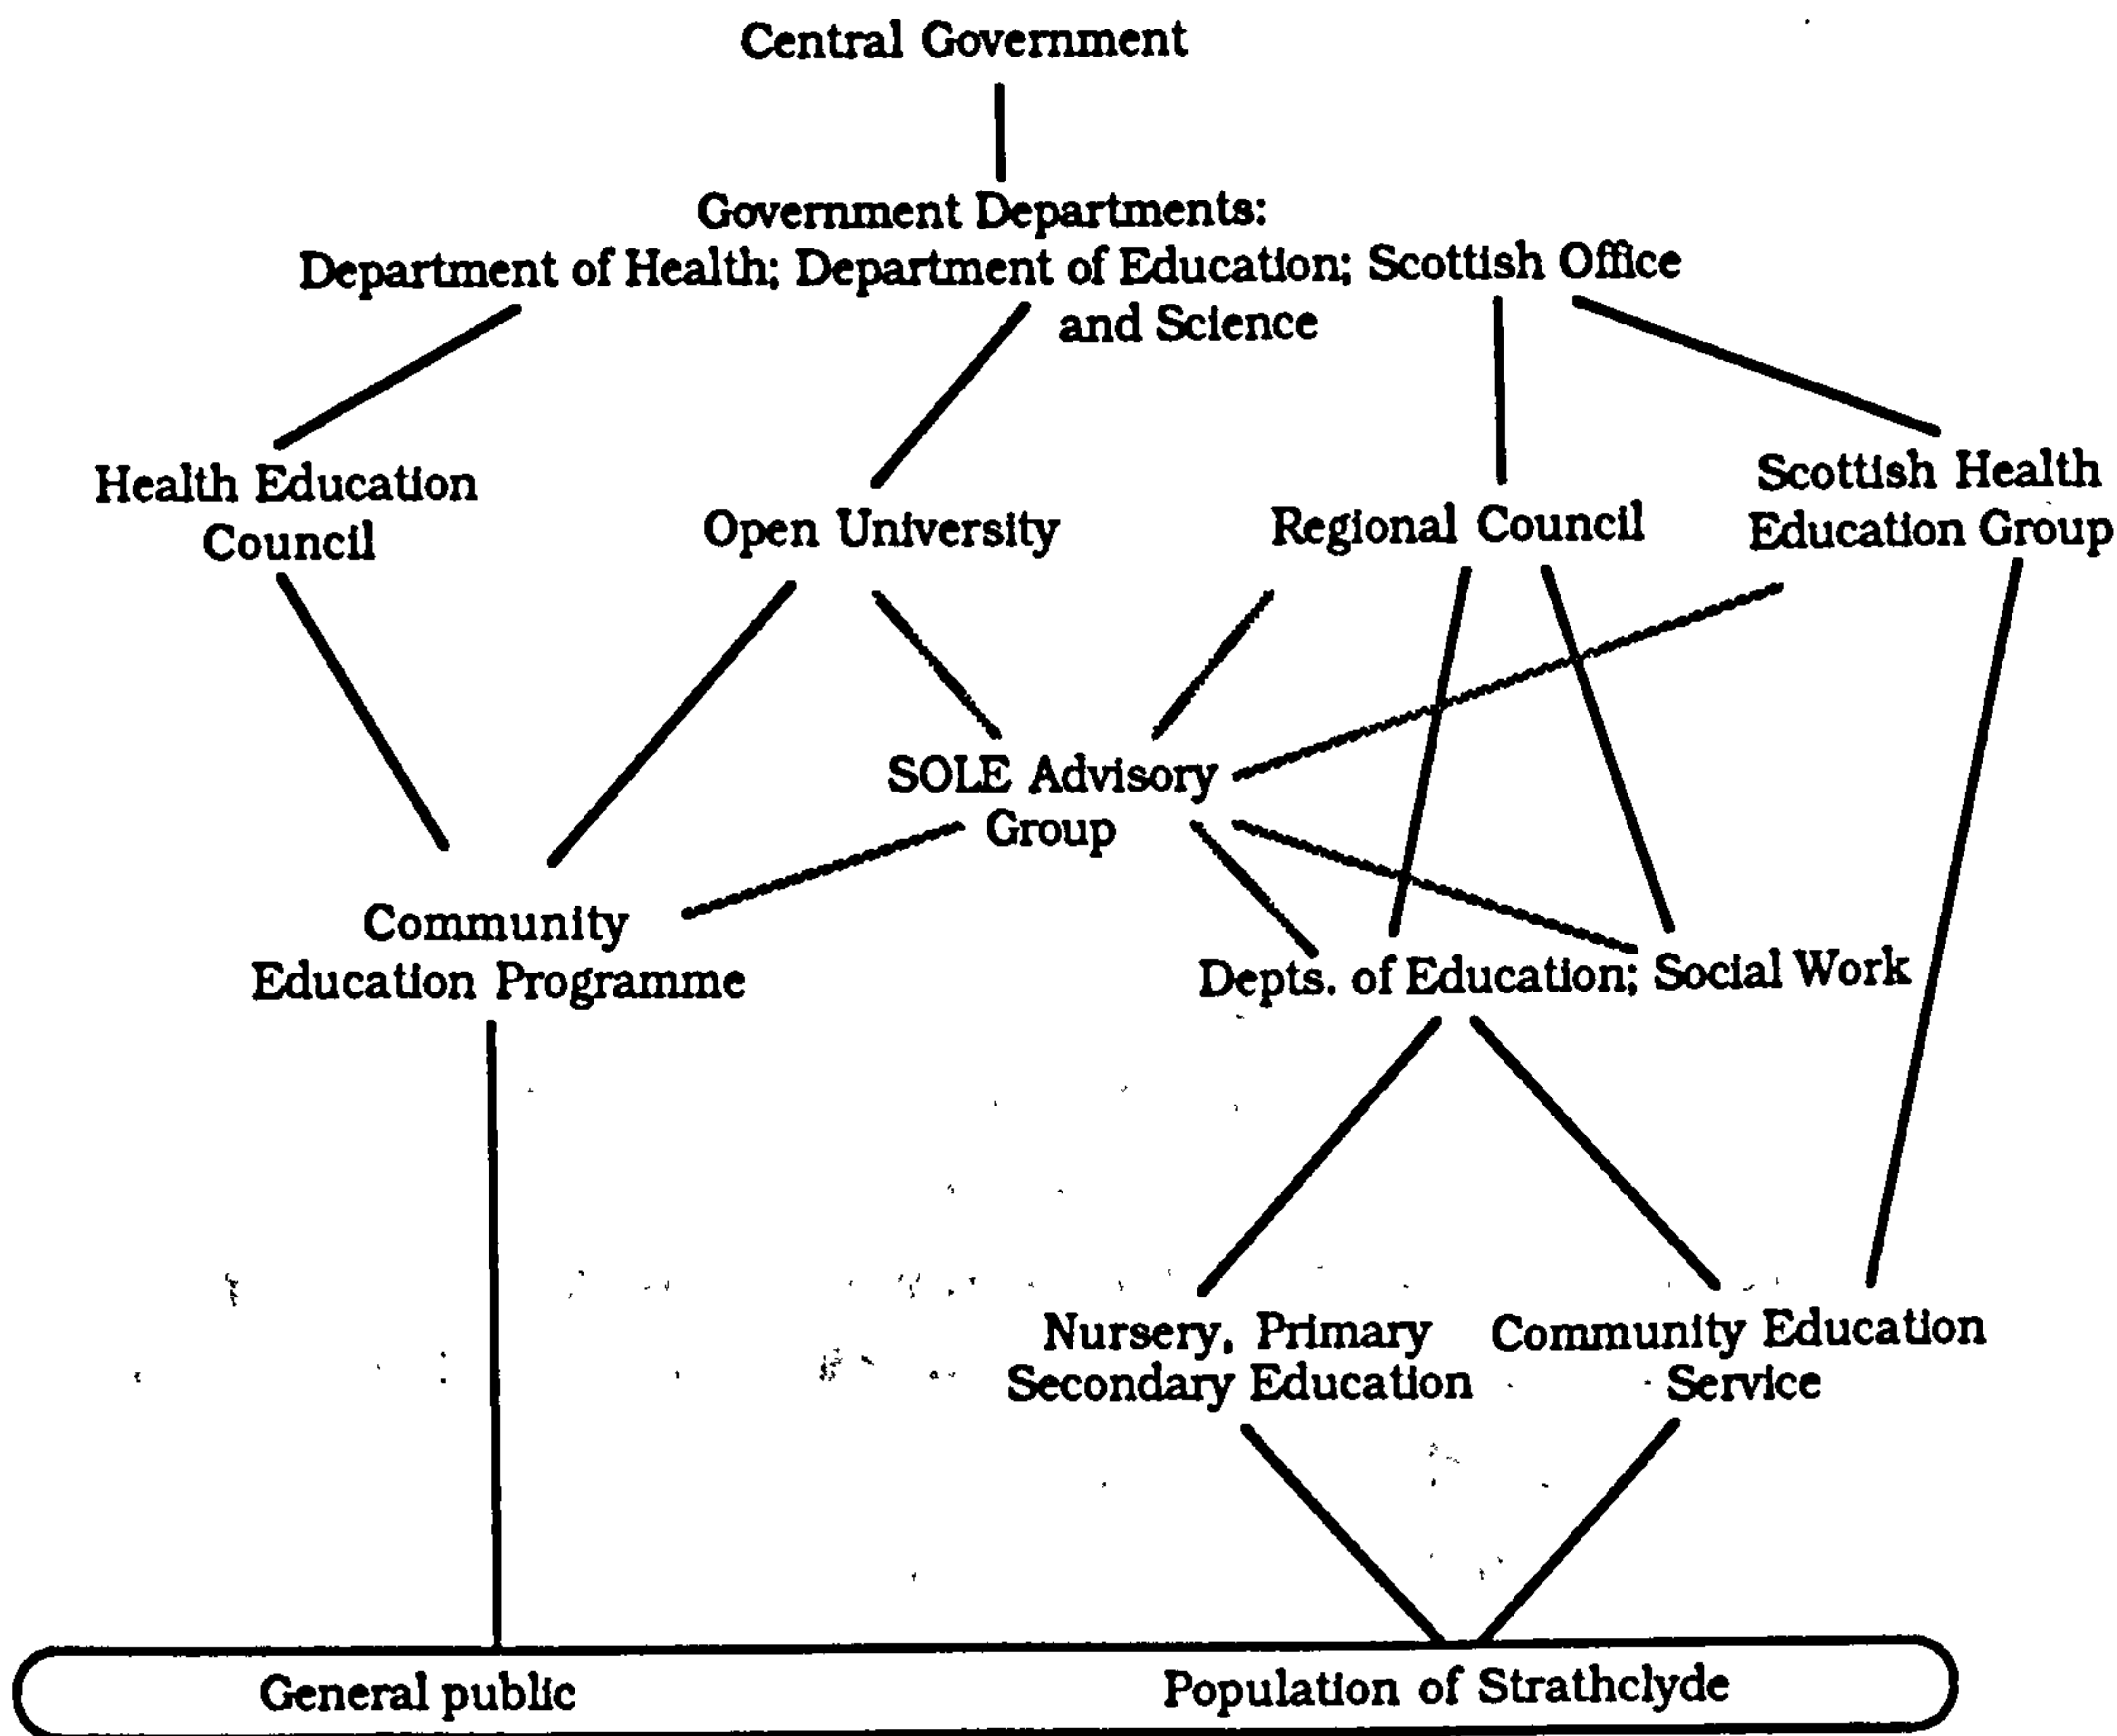 Central Government
Government Departments:
Department of Health; Department of Education; Scottish Office
and Science
Health Education
Council
Open University
Regional Council
Scottish Health
Education Group
SOLE Advisory
Group
Community
Education Programme
Depts. of Education; Social Work
Nursery, Primary
Secondary Education
Community Education
Service
General public
Population of Strathclyde